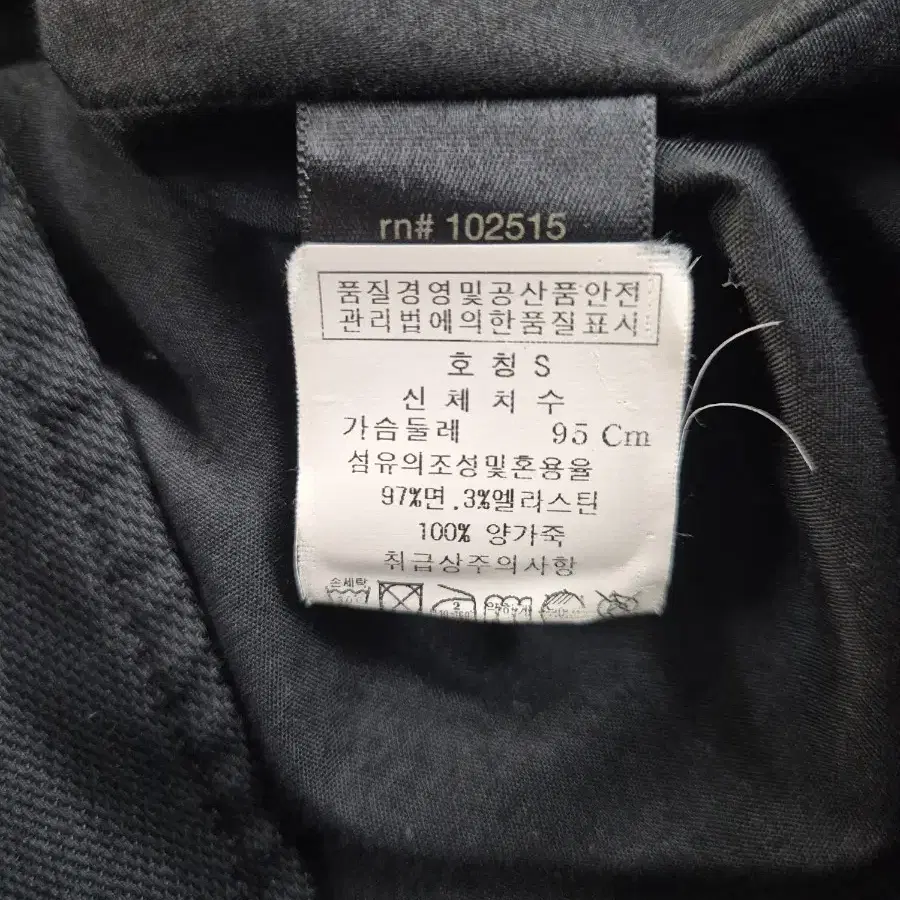 rn# 102515
품질경영및공산품안전
관리법에의한품질표시
호 칭 S
신 체 치 수
가슴둘레 95 Cm
섬유의조성및혼용율
97%면.3%엘라스틴
100% 양가죽
취급상주의사항
손세탁